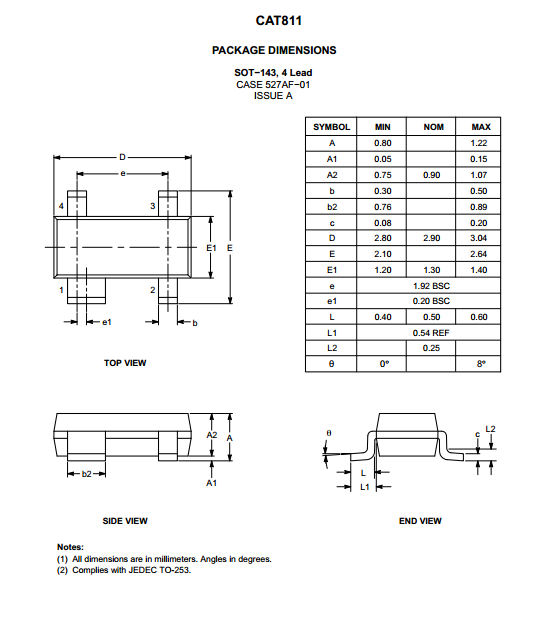 CAT811
PACKAGE DIMENSIONS
SOT−143, 4 Lead
CASE 527AF−01
ISSUE A
SYMBOL MIN NOM MAX
A 0.80 1.22
A1 0.05 0.15
A2 0.75 0.90 1.07
b 0.30 0.50
b2 0.76 0.89
c 0.08 0.20
D 2.80 2.90 3.04
E 2.10 2.64
E1 1.20 1.30 1.40
e 1.92 BSC
e1 0.20 BSC
L 0.40 0.50 0.60
L1 0.54 REF
L2 0.25
θ 0º 8º
D
e
4 3
E1 E
1 2
e1 b
TOP VIEW
A2 A
b2
A1
SIDE VIEW
θ c L2
L
L1
END VIEW
Notes:
(1) All dimensions are in millimeters. Angles in degrees.
(2) Complies with JEDEC TO-253.